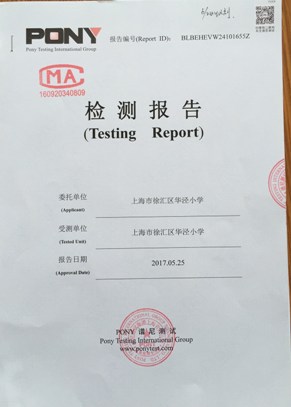 PONY
Pony Testing International Group
报告编号(Report ID): BLBEHEVW24101655Z
MA
160920340809
检测报告
(Testing Report)
委托单位 上海市徐汇区华泾小学
(Applicant)
受测单位 上海市徐汇区华泾小学
(Tested Unit)
报告日期 2017.05.25
(Approval Date)
PONY 谱尼测试
Pony Testing International Group
www.ponytest.com